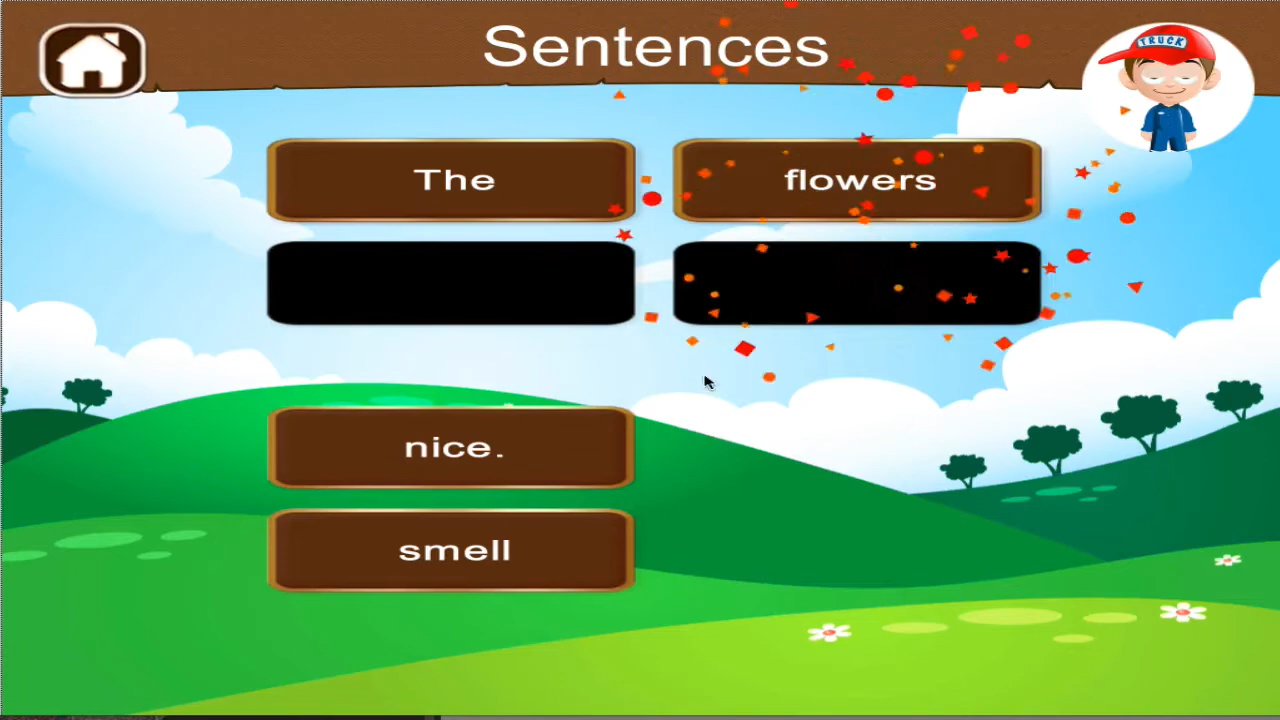 Sentences
TRUCK
The flowers
nice.
smell